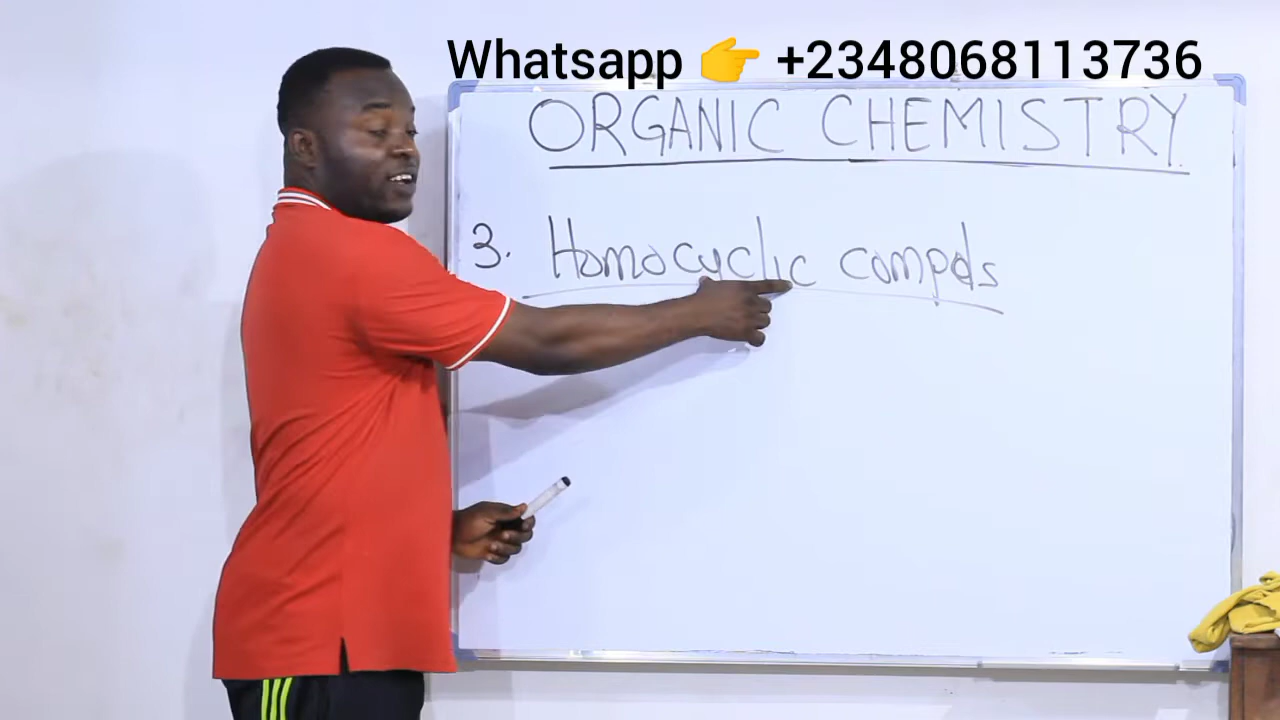 Whatsapp 👉 +2348068113736
ORGANIC CHEMISTRY
3. Homocyclic compds